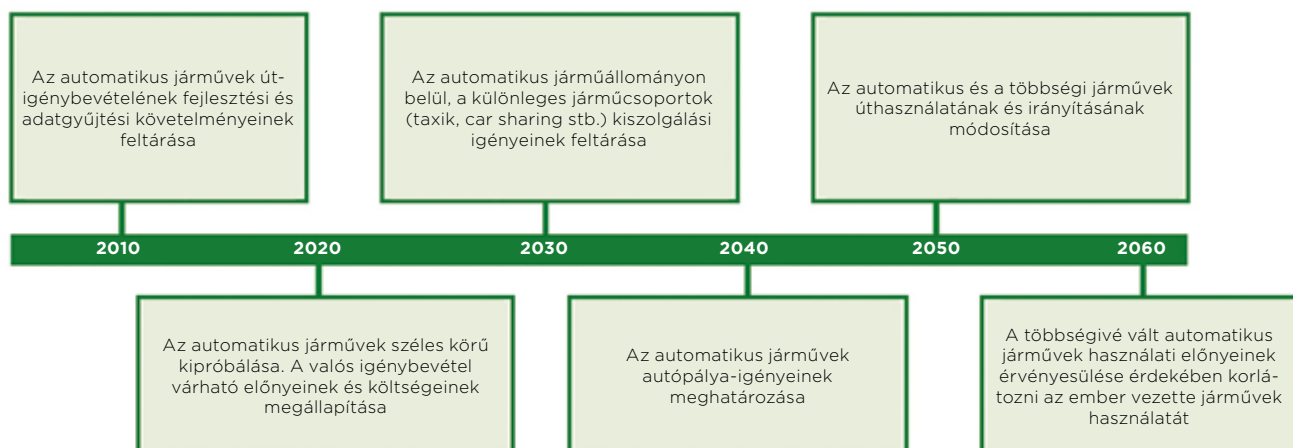 Az automatikus járművek út-
igénybevételének fejlesztési és
adatgyűjtési követelményeinek
feltárása
Az automatikus járműállományon
belül, a különleges járműcsoportok
(taxik, car sharing stb.) kiszolgálási
igényeinek feltárása
Az automatikus és a többségi járművek
úthasználatának és irányításának
módosítása
2010 2020 2030 2040 2050 2060
Az automatikus járművek széles körű
kipróbálása. A valós igénybevétel
várható előnyeinek és költségeinek
megállapítása
Az automatikus járművek
autópálya-igényeinek
meghatározása
A többségivé vált automatikus
járművek használati előnyeinek
érvényesülése érdekében korlá-
tozni az ember vezette járművek
használatát